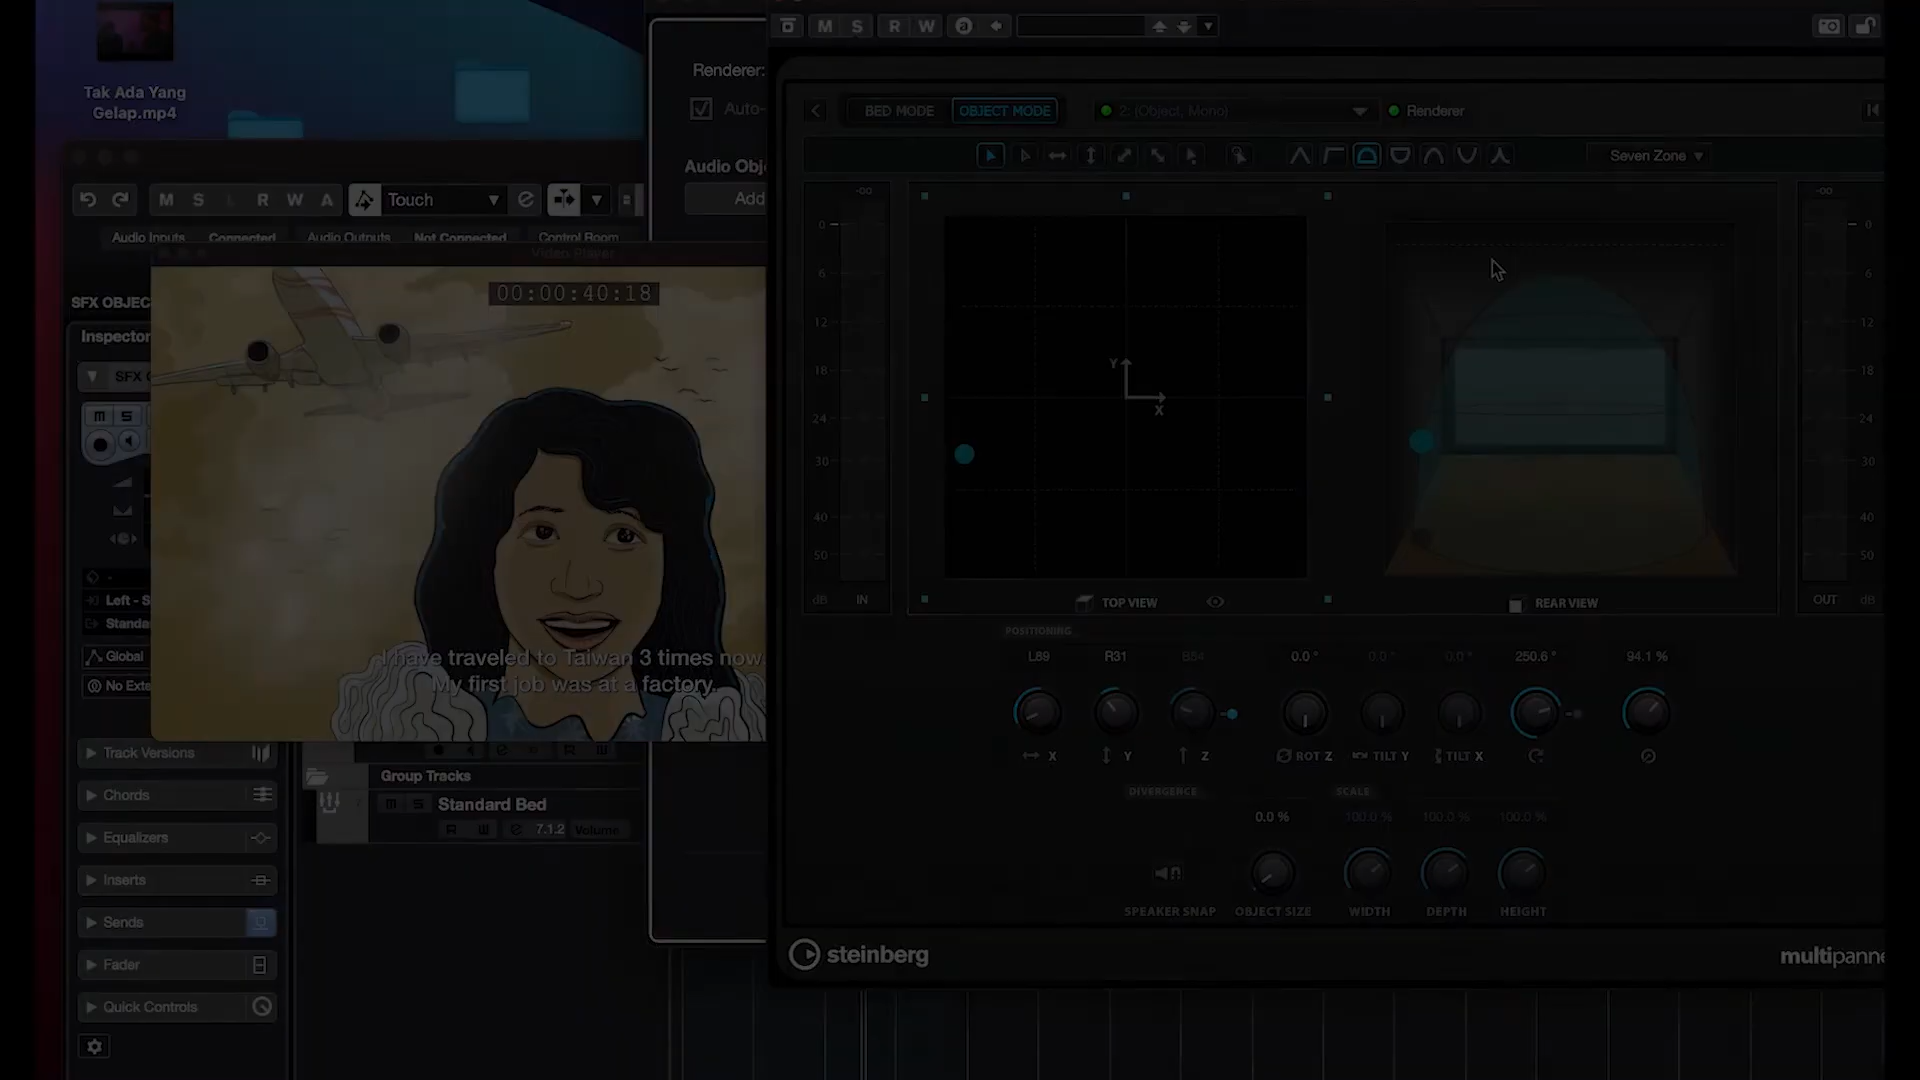 Tak Ada Yang
Gelap.mp4
M S L R W A
Touch
Audio Inputs Connected Audio Outputs Not Connected Control Room
Video Player
SFX OBJEC
Inspector
SFX
M S
00:00:40:18
I have traveled to Taiwan 3 times now.
My first job was at a factory.
Left - S
Standa
Global
No Exte
Track Versions
Chords
Equalizers
Inserts
Sends
Fader
Quick Controls
Group Tracks
M S Standard Bed
R W e 7.1.2 Volume
Renderer:
Auto-
Audio Obj
Add
M S R W a
BED MODE OBJECT MODE 2: (Object, Mono) Renderer
Seven Zone
-oo
0
6
12
18
24
30
40
50
dB IN
Y
X
TOP VIEW
REAR VIEW
-oo
0
6
12
18
24
30
40
50
OUT dB
POSITIONING
L89 R31 B54 0.0 ° 0.0 ° 0.0 ° 250.6 ° 94.1 %
X Y Z ROT Z TILT Y TILT X
DIVERGENCE SCALE
0.0 % 100.0 % 100.0 % 100.0 %
SPEAKER SNAP OBJECT SIZE WIDTH DEPTH HEIGHT
steinberg
multipanne